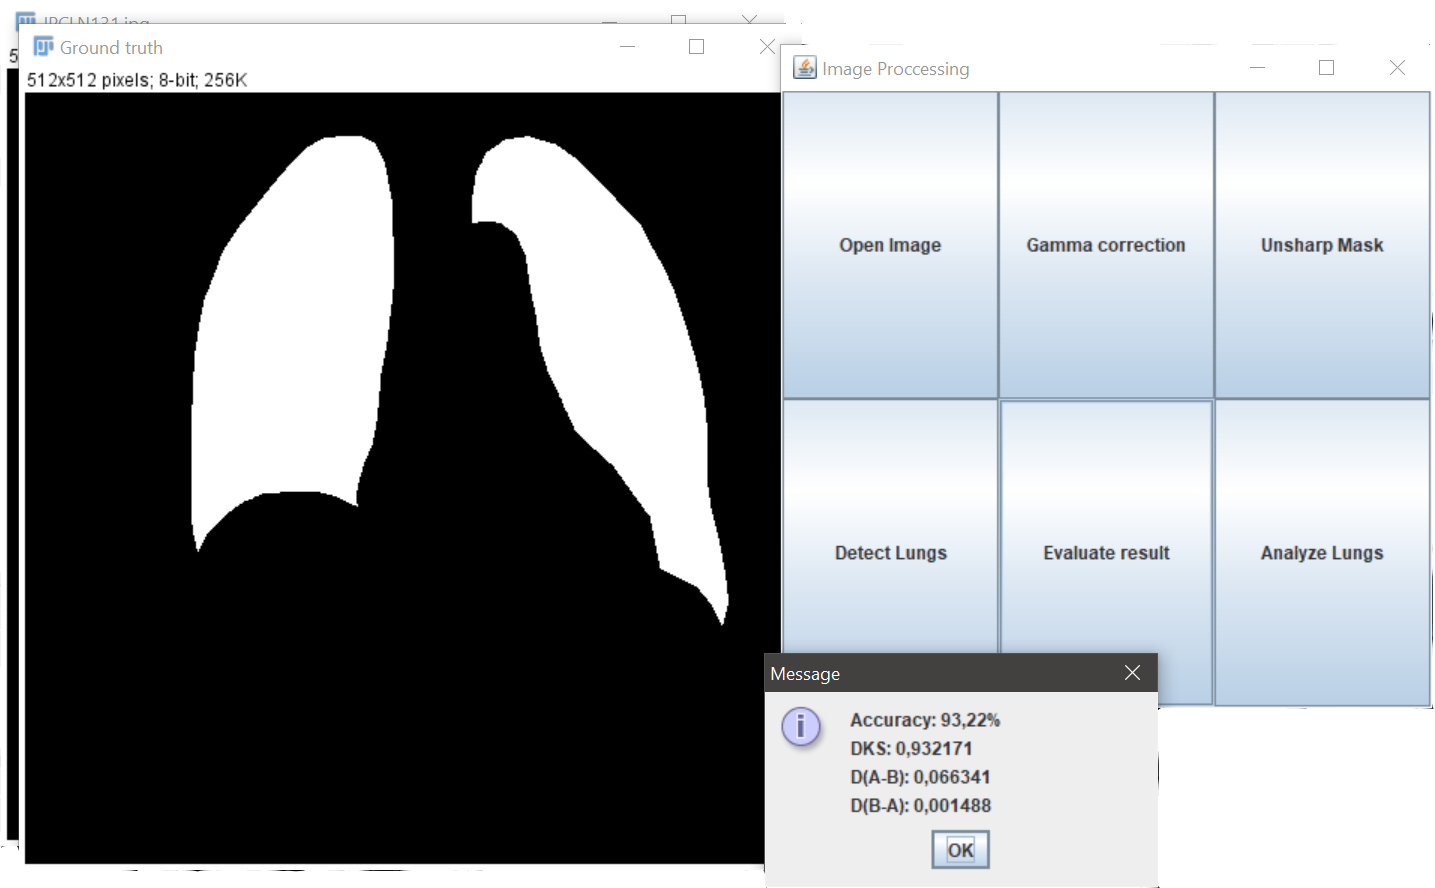 JPCLN131.jpg
5
Ground truth
512x512 pixels; 8-bit; 256K
Image Proccessing
Open Image
Gamma correction
Unsharp Mask
Detect Lungs
Evaluate result
Analyze Lungs
Message
Accuracy: 93,22%
DKS: 0,932171
D(A-B): 0,066341
D(B-A): 0,001488
OK